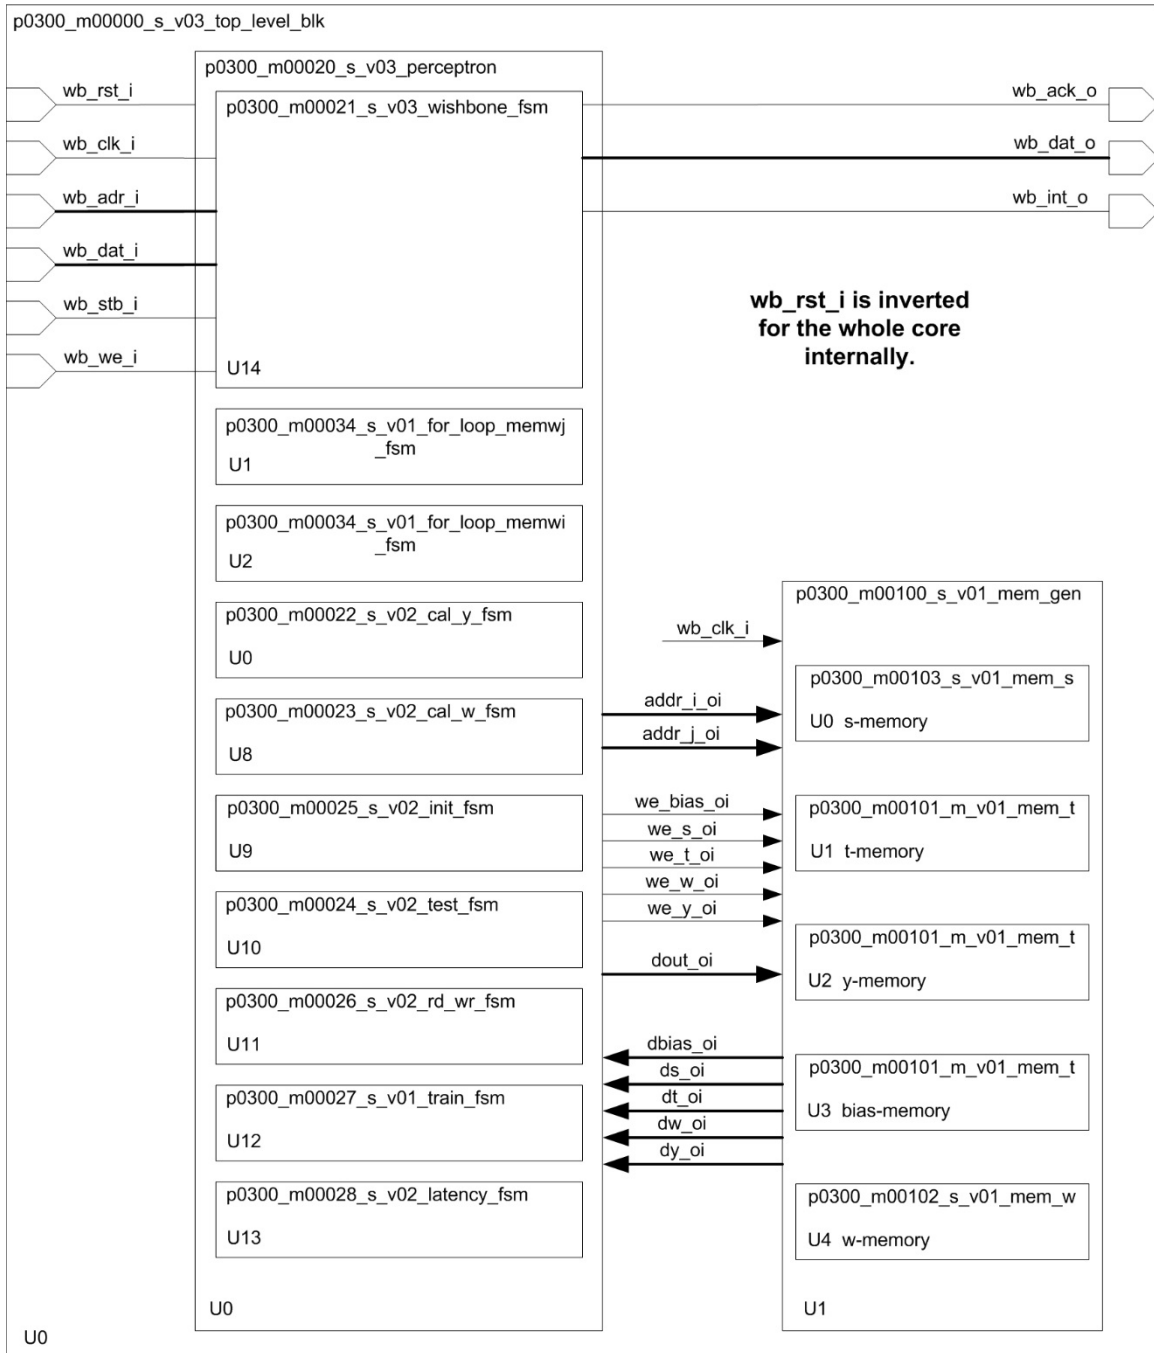 p0300_m00000_s_v03_top_level_blk
p0300_m00020_s_v03_perceptron
wb_rst_i
p0300_m00021_s_v03_wishbone_fsm
wb_ack_o
wb_clk_i
wb_dat_o
wb_adr_i
wb_int_o
wb_dat_i
wb_stb_i
wb_we_i
U14
wb_rst_i is inverted
for the whole core
internally.
p0300_m00034_s_v01_for_loop_memwj
_fsm
U1
p0300_m00034_s_v01_for_loop_memwi
_fsm
U2
p0300_m00022_s_v02_cal_y_fsm
U0
p0300_m00023_s_v02_cal_w_fsm
U8
p0300_m00025_s_v02_init_fsm
U9
p0300_m00024_s_v02_test_fsm
U10
p0300_m00026_s_v02_rd_wr_fsm
U11
p0300_m00027_s_v01_train_fsm
U12
p0300_m00028_s_v02_latency_fsm
U13
U0
wb_clk_i
addr_i_oi
addr_j_oi
we_bias_oi
we_s_oi
we_t_oi
we_w_oi
we_y_oi
dout_oi
dbias_oi
ds_oi
dt_oi
dw_oi
dy_oi
p0300_m00100_s_v01_mem_gen
p0300_m00103_s_v01_mem_s
U0 s-memory
p0300_m00101_m_v01_mem_t
U1 t-memory
p0300_m00101_m_v01_mem_t
U2 y-memory
p0300_m00101_m_v01_mem_t
U3 bias-memory
p0300_m00102_s_v01_mem_w
U4 w-memory
U1
U0